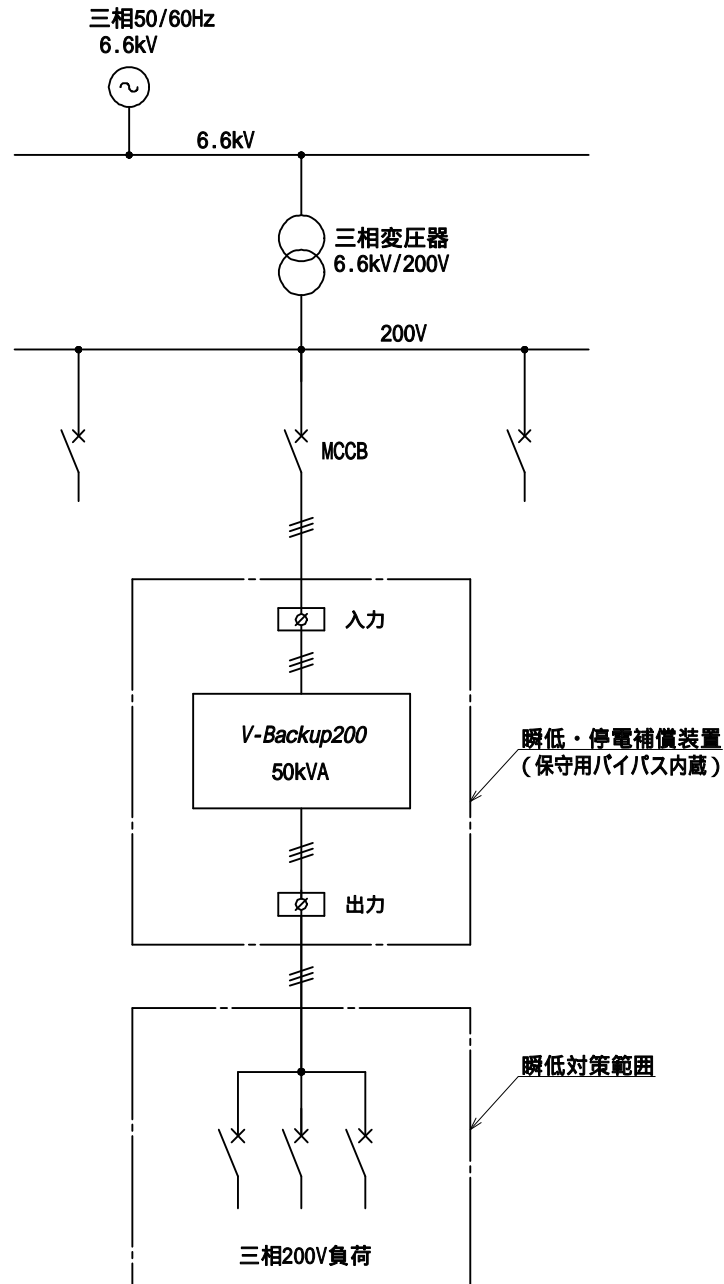 三相50/60Hz
6.6kV
6.6kV
三相変圧器
6.6kV/200V
200V
MCCB
入力
V-Backup200
50kVA
瞬低・停電補償装置
(保守用バイパス内蔵)
出力
瞬低対策範囲
三相200V負荷